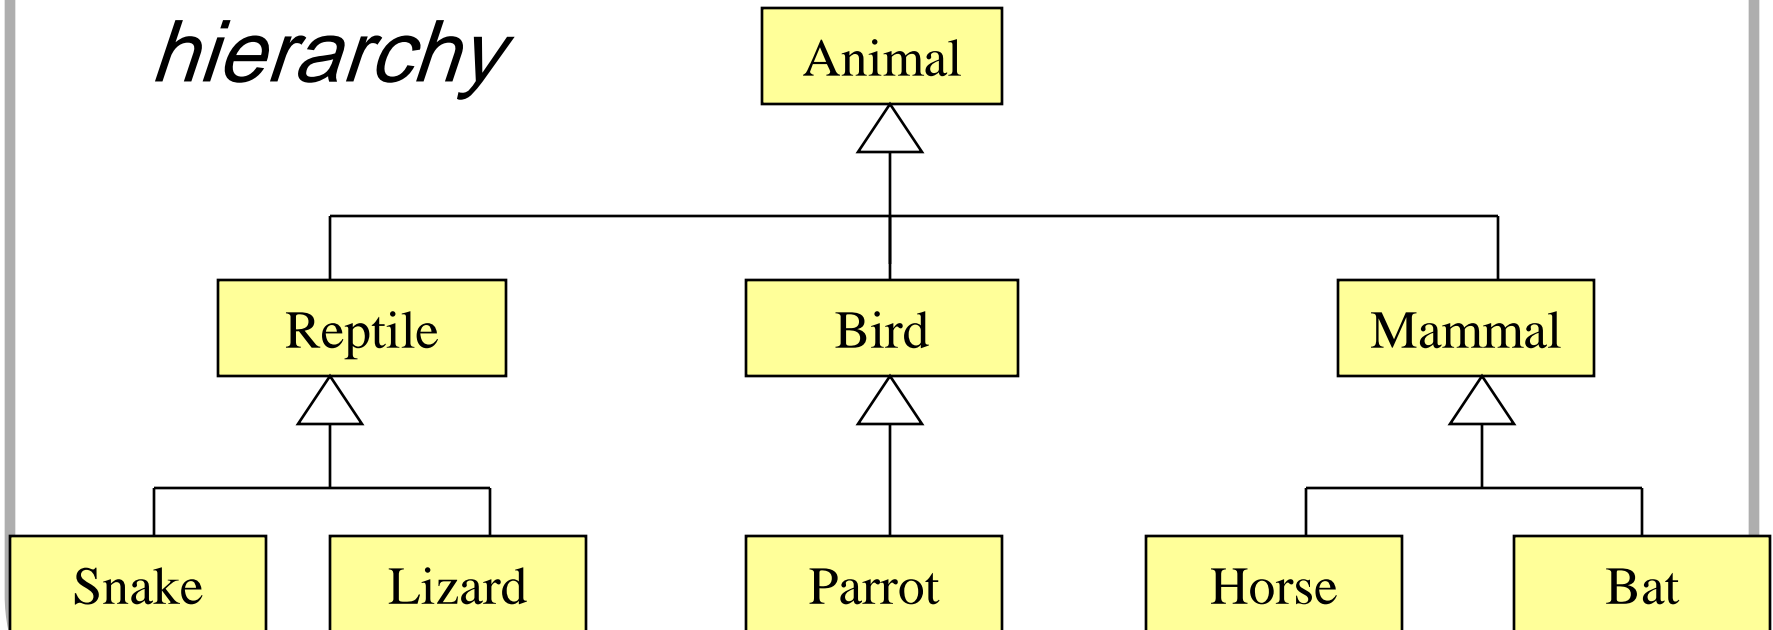 hierarchy
Animal
Reptile Bird Mammal
Snake Lizard Parrot Horse Bat